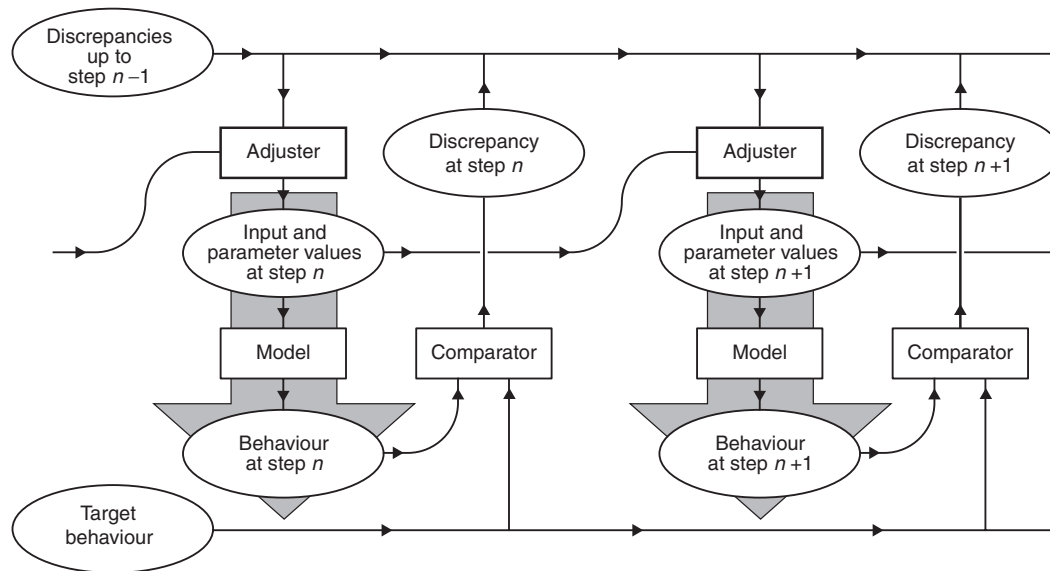 Discrepancies
up to
step n–1
Adjuster
Discrepancy
at step n
Adjuster
Discrepancy
at step n+1
Input and
parameter values
at step n
Input and
parameter values
at step n+1
Model
Comparator
Model
Comparator
Behaviour
at step n
Behaviour
at step n+1
Target
behaviour